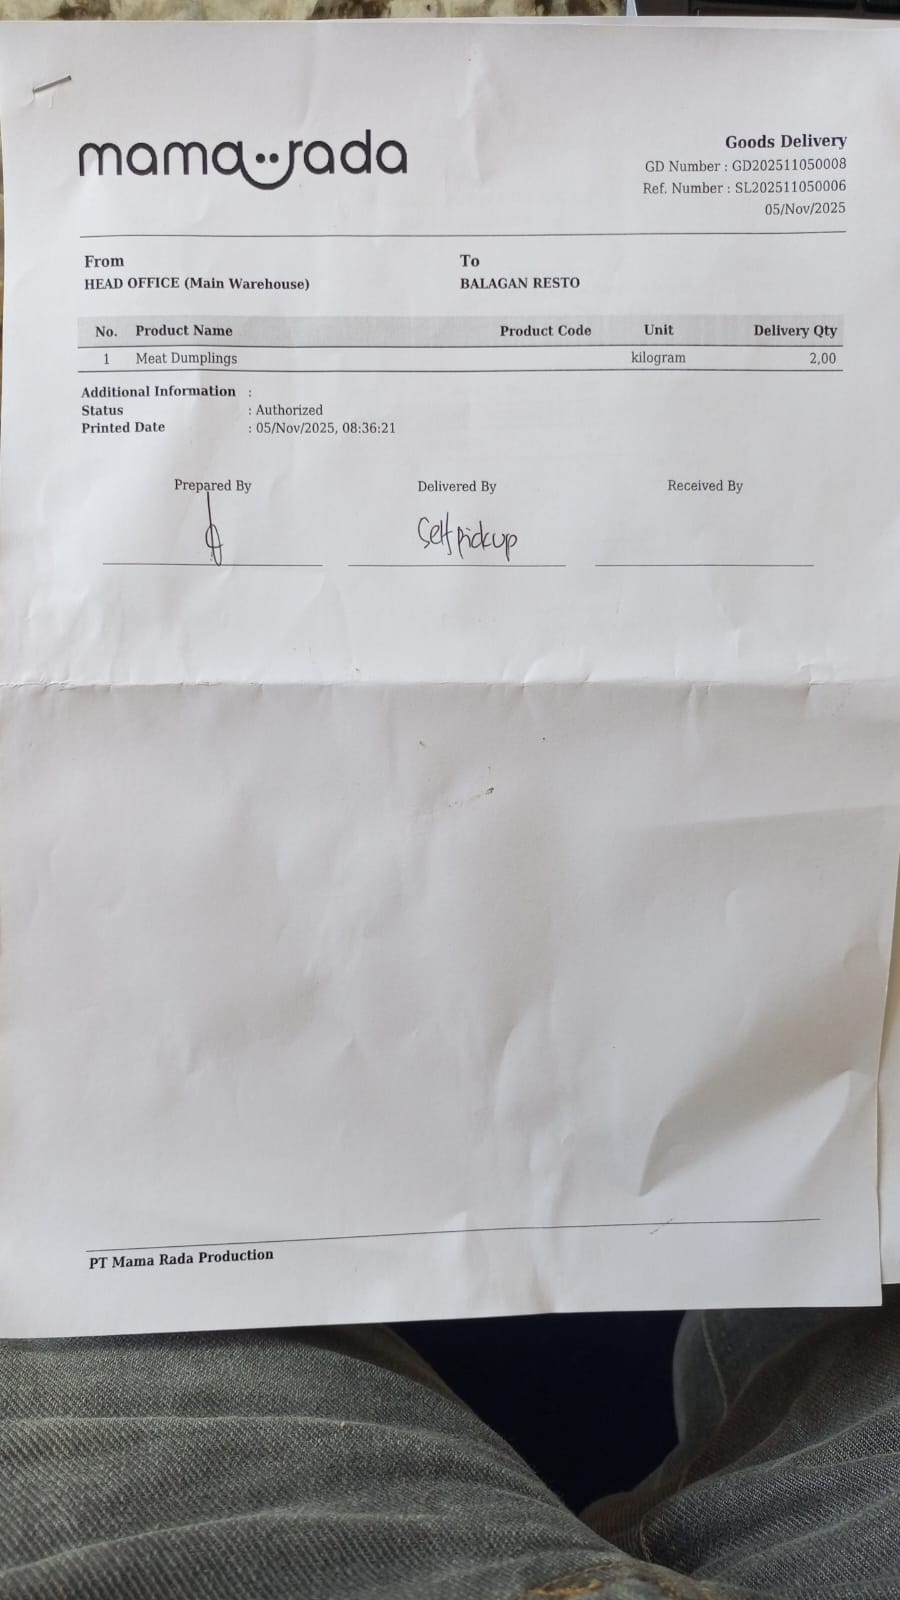 mama rada
Goods Delivery
GD Number : GD202511050008
Ref. Number : SL202511050006
05/Nov/2025
From
HEAD OFFICE (Main Warehouse)
To
BALAGAN RESTO
No. Product Name Product Code Unit Delivery Qty
1 Meat Dumplings kilogram 2,00
Additional Information :
Status : Authorized
Printed Date : 05/Nov/2025, 08:36:21
Prepared By Delivered By Received By
Self pickup
PT Mama Rada Production